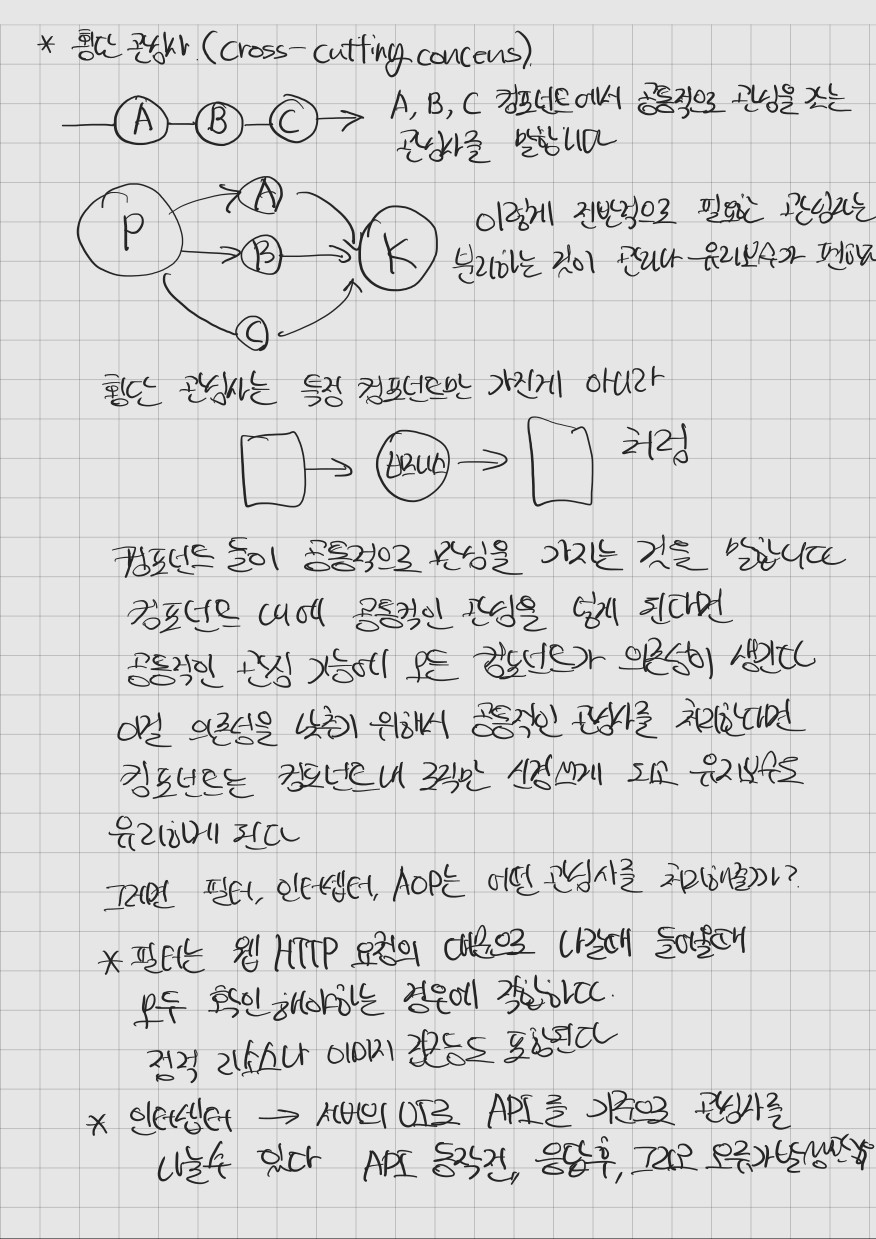 * 횡단 관심사 (cross-cutting concens)
A B C
A, B, C 컴포넌트에서 공통적으로 관심을 갖는
관심사를 말합니다
P A B C K
이렇게 전반적으로 필요한 관심사는
분리하는 것이 관리나 유지보수가 편하
횡단 관심사는 특정 컴포넌트만 가진게 아니라
비즈니스 처럼
컴포넌트 들이 공통적으로 관심을 가지는 것을 말합니다
컴포넌트 내에 공통적인 관심을 넣게 된다면
공통적인 관심 기능에 모든 컴포넌트가 의존성이 생긴다
이걸 의존성을 낮추기 위해서 공통적인 관심사를 처리한다면
컴포넌트는 컴포넌트내 로직만 신경쓰게 되고 유지보수도
유리하게 된다
그러면 필터, 인터셉터, AOP는 어떤 관심사를 처리해줄까?
* 필터는 웹 HTTP 요청의 대문으로 나갈때 들어올때
모두 확인해야하는 경우에 적합하다.
정적 리소스나 이미지 같은 등도 포함된다
* 인터셉터 → 서버의 API를 기준으로 관심사를
나눌수 있다 API 동작전, 응답후, 그리고 오류가 발생